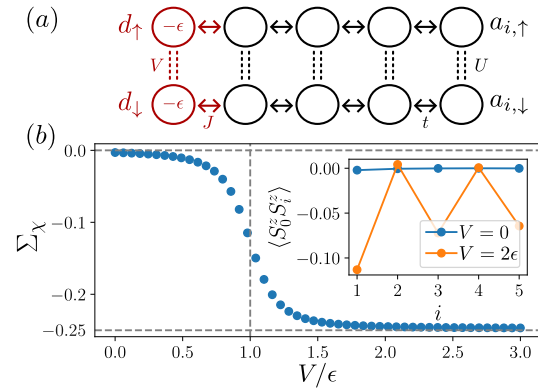 (a)
d↑ −ϵ a_{i,↑}
V U
d↓ −ϵ a_{i,↓}
J t
(b)
Σ_χ
0.0
−0.1
−0.2
−0.25
0.0 0.5 1.0 1.5 2.0 2.5 3.0
V/ϵ
⟨S_0^z S_i^z⟩
0.00
−0.05
−0.10
V = 0
V = 2ϵ
1 2 3 4 5
i